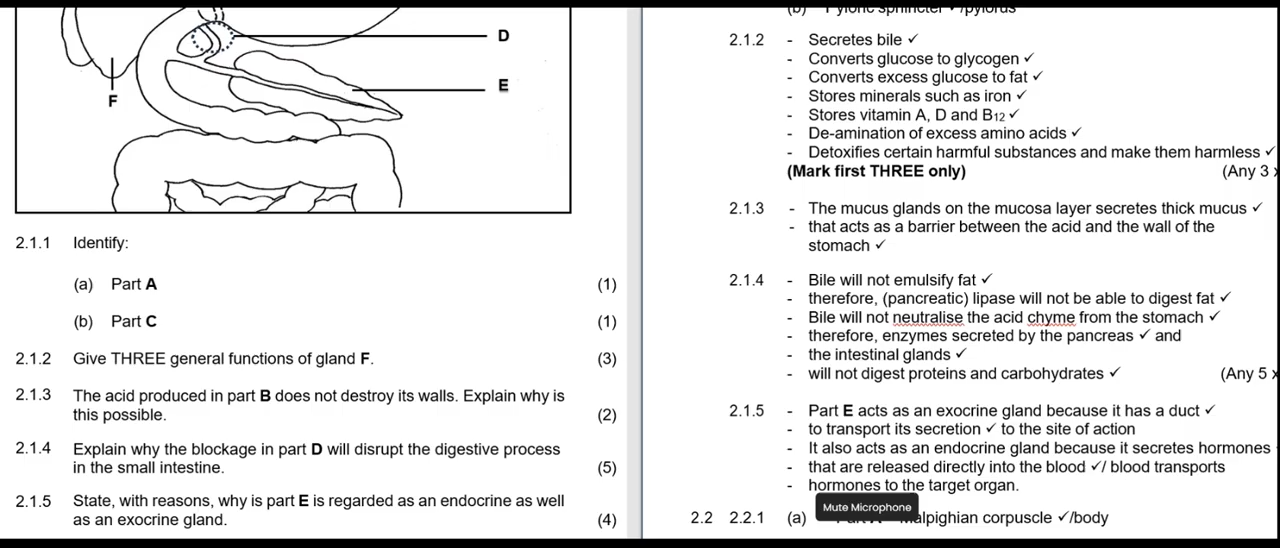 D
E
F
2.1.1 Identify:
(a) Part A (1)
(b) Part C (1)
2.1.2 Give THREE general functions of gland F. (3)
2.1.3 The acid produced in part B does not destroy its walls. Explain why is
this possible. (2)
2.1.4 Explain why the blockage in part D will disrupt the digestive process
in the small intestine. (5)
2.1.5 State, with reasons, why is part E is regarded as an endocrine as well
as an exocrine gland. (4)
(b) Pyloric sphincter ✓/pylorus
2.1.2 - Secretes bile ✓
- Converts glucose to glycogen ✓
- Converts excess glucose to fat ✓
- Stores minerals such as iron ✓
- Stores vitamin A, D and B12 ✓
- De-amination of excess amino acids ✓
- Detoxifies certain harmful substances and make them harmless ✓
(Mark first THREE only) (Any 3 x
2.1.3 - The mucus glands on the mucosa layer secretes thick mucus ✓
- that acts as a barrier between the acid and the wall of the
stomach ✓
2.1.4 - Bile will not emulsify fat ✓
- therefore, (pancreatic) lipase will not be able to digest fat ✓
- Bile will not neutralise the acid chyme from the stomach ✓
- therefore, enzymes secreted by the pancreas ✓ and
- the intestinal glands ✓
- will not digest proteins and carbohydrates ✓ (Any 5 x
2.1.5 - Part E acts as an exocrine gland because it has a duct ✓
- to transport its secretion ✓ to the site of action
- It also acts as an endocrine gland because it secretes hormones
- that are released directly into the blood ✓/ blood transports
- hormones to the target organ.
Mute Microphone
2.2 2.2.1 (a) alpighian corpuscle ✓/body